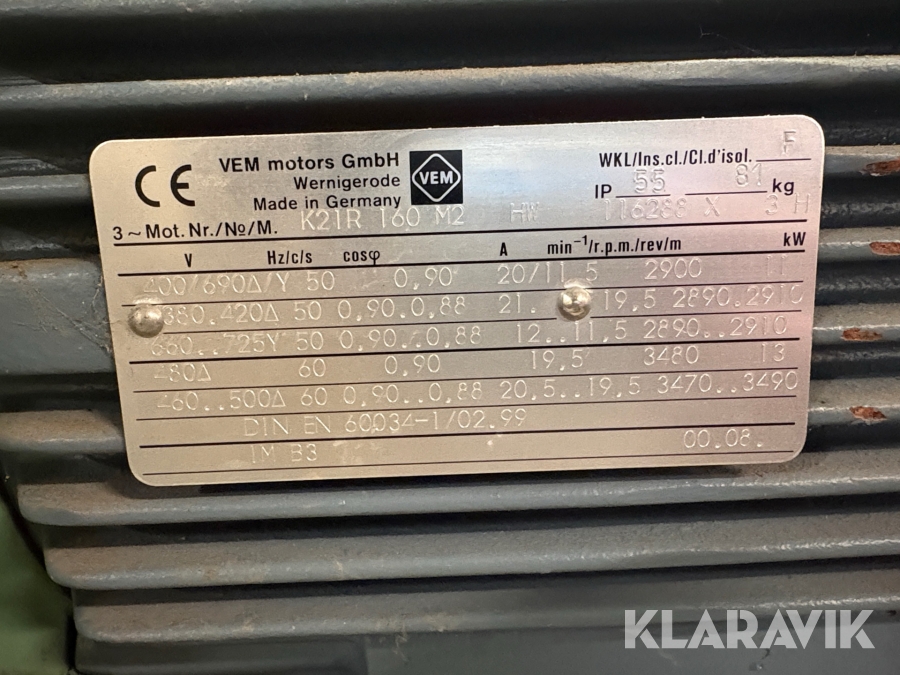 CE
VEM motors GmbH
Wernigerode
Made in Germany
VEM
WKL/Ins.cl./Cl.d'isol. F
IP 55 81 kg
3~Mot. Nr./№/M. K21R 160 M2 HW 116288 X 3 H
V Hz/c/s cosφ A min⁻¹/r.p.m./rev/m kW
400/690Δ/Y 50 0,90 20/11,5 2900 11
380.420Δ 50 0,90.0,88 21. 19,5 2890.2910
660..725Y 50 0,90../0,88 12..11,5 2890..2910
480Δ 60 0,90 19,5 3480 13
460..500Δ 60 0,90..0,88 20,5..19,5 3470..3490
DIN EN 60034-1/02.99
IM B3 00.08.
KLARAVIK